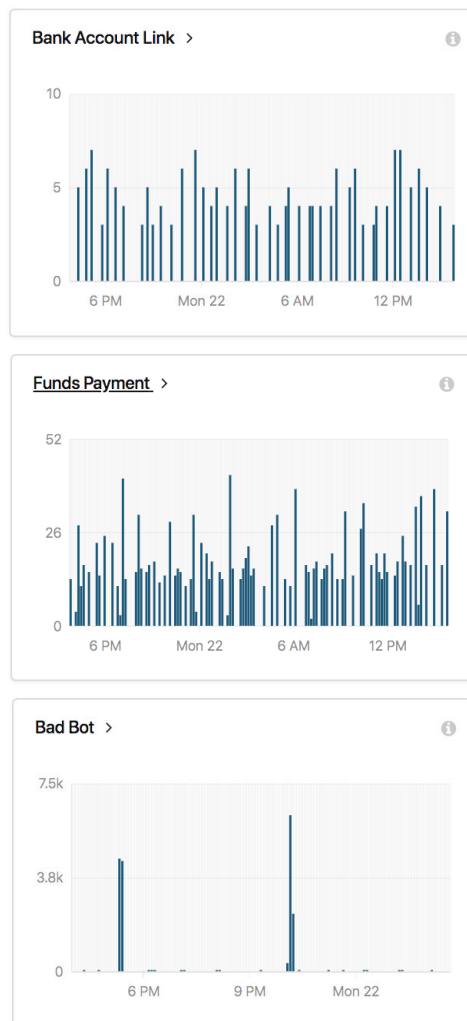 Bank Account Link >
10
5
0
6 PM Mon 22 6 AM 12 PM
Funds Payment >
52
26
0
6 PM Mon 22 6 AM 12 PM
Bad Bot >
7.5k
3.8k
0
6 PM 9 PM Mon 22